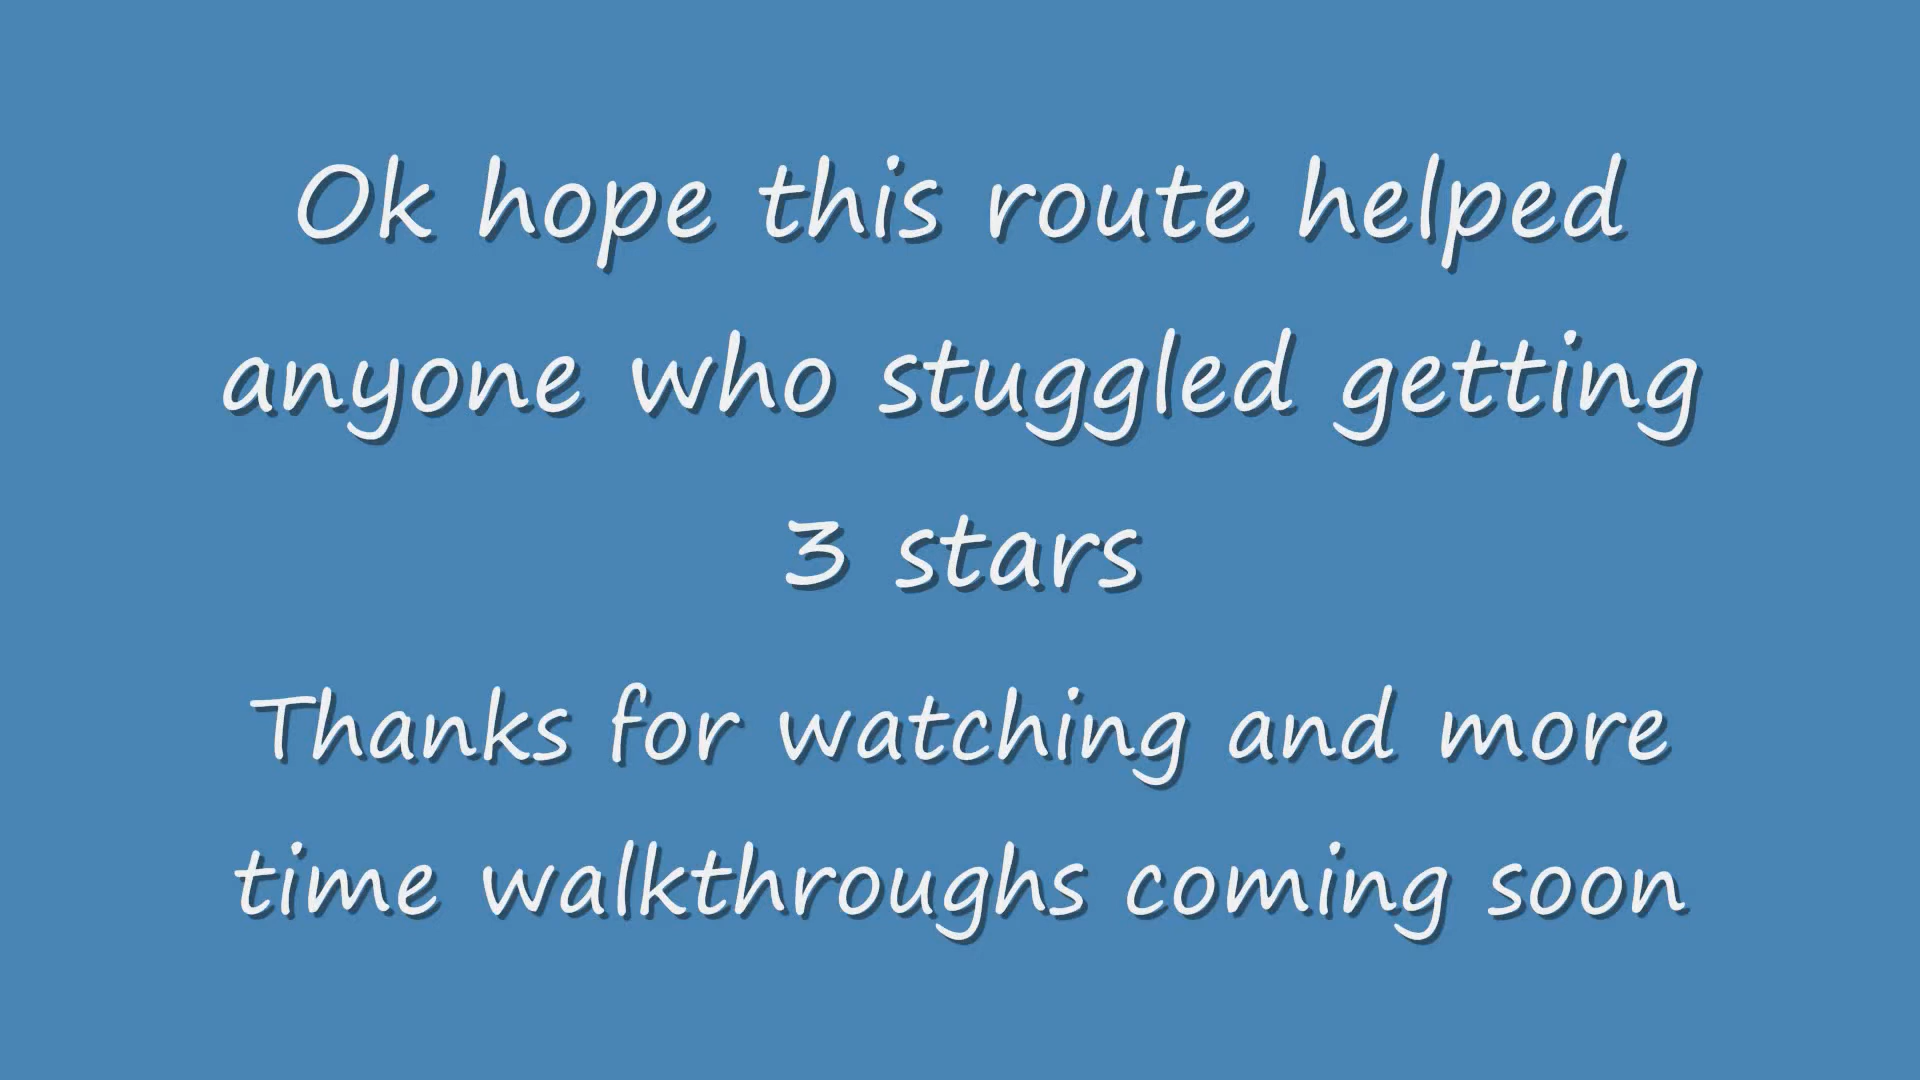 Ok hope this route helped
anyone who stuggled getting
3 stars
Thanks for watching and more
time walkthroughs coming soon